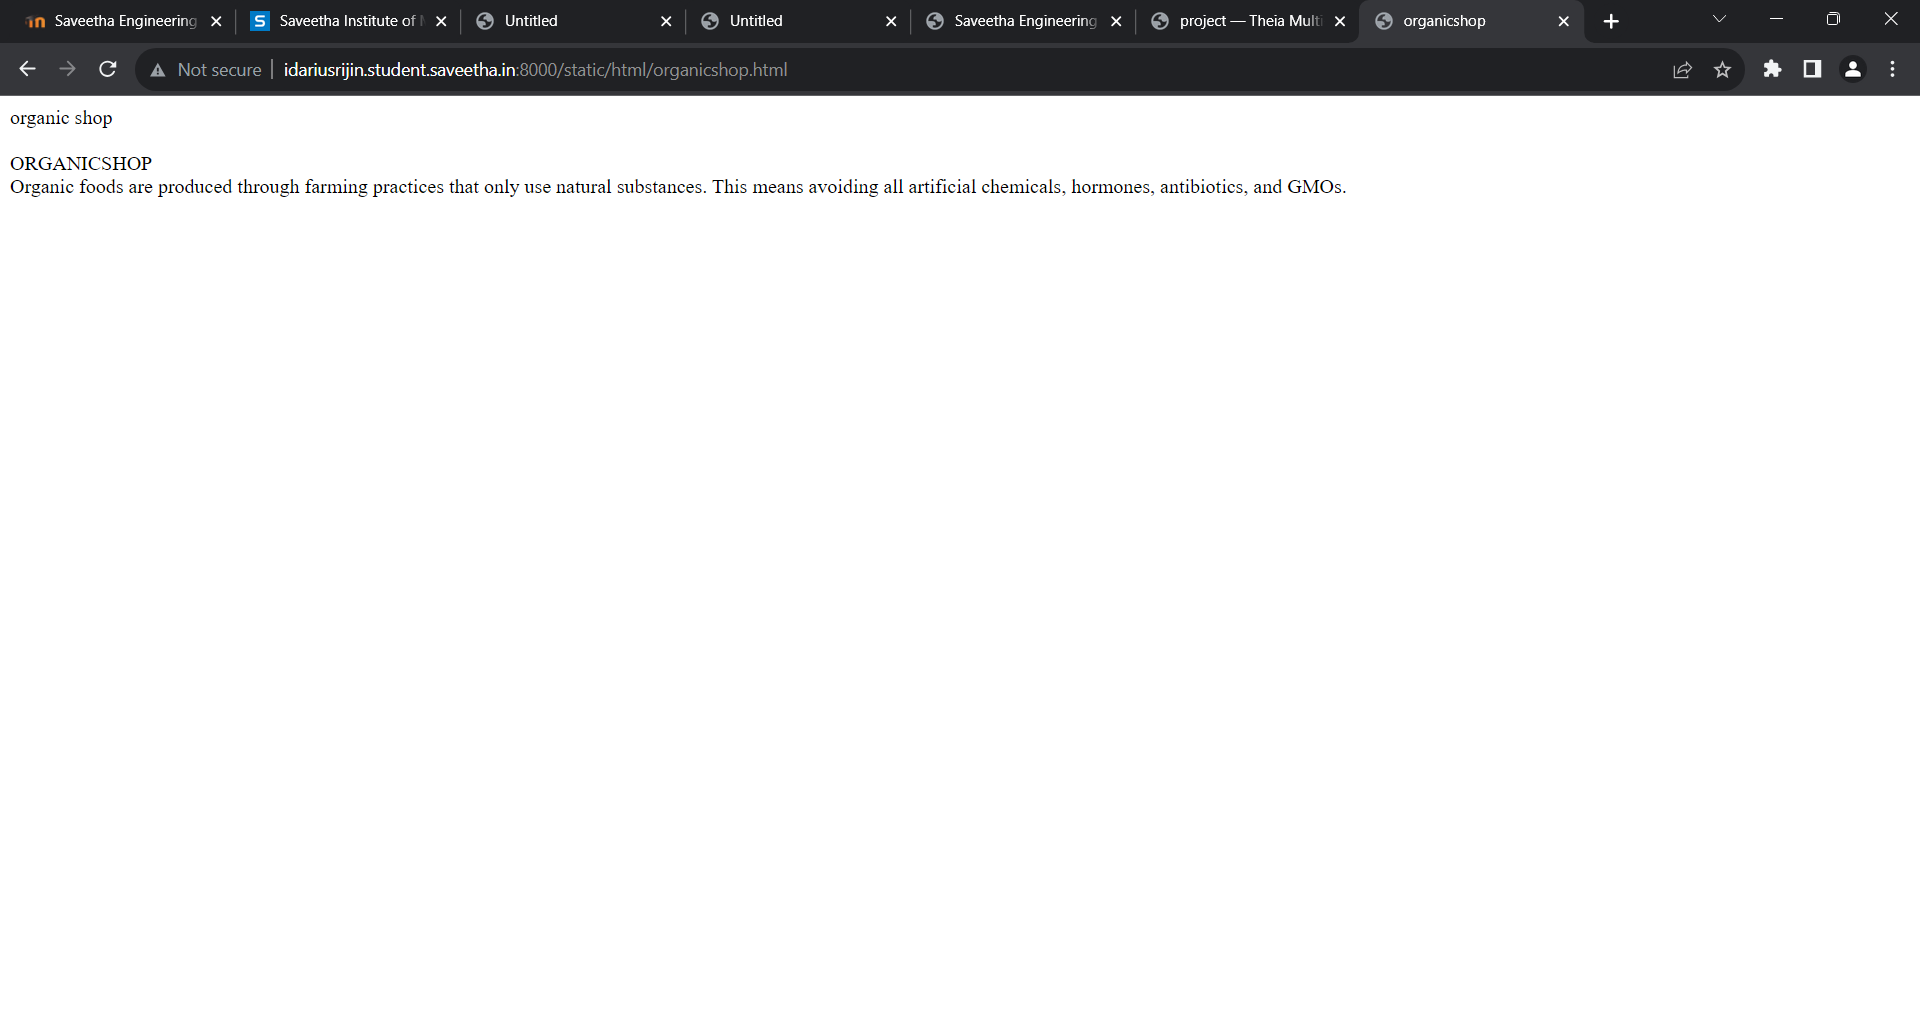 Saveetha Engineering
Saveetha Institute of
Untitled
Untitled
Saveetha Engineering
project — Theia Multi
organicshop
Not secure
idariusrijin.student.saveetha.in:8000/static/html/organicshop.html
organic shop
ORGANICSHOP
Organic foods are produced through farming practices that only use natural substances. This means avoiding all artificial chemicals, hormones, antibiotics, and GMOs.